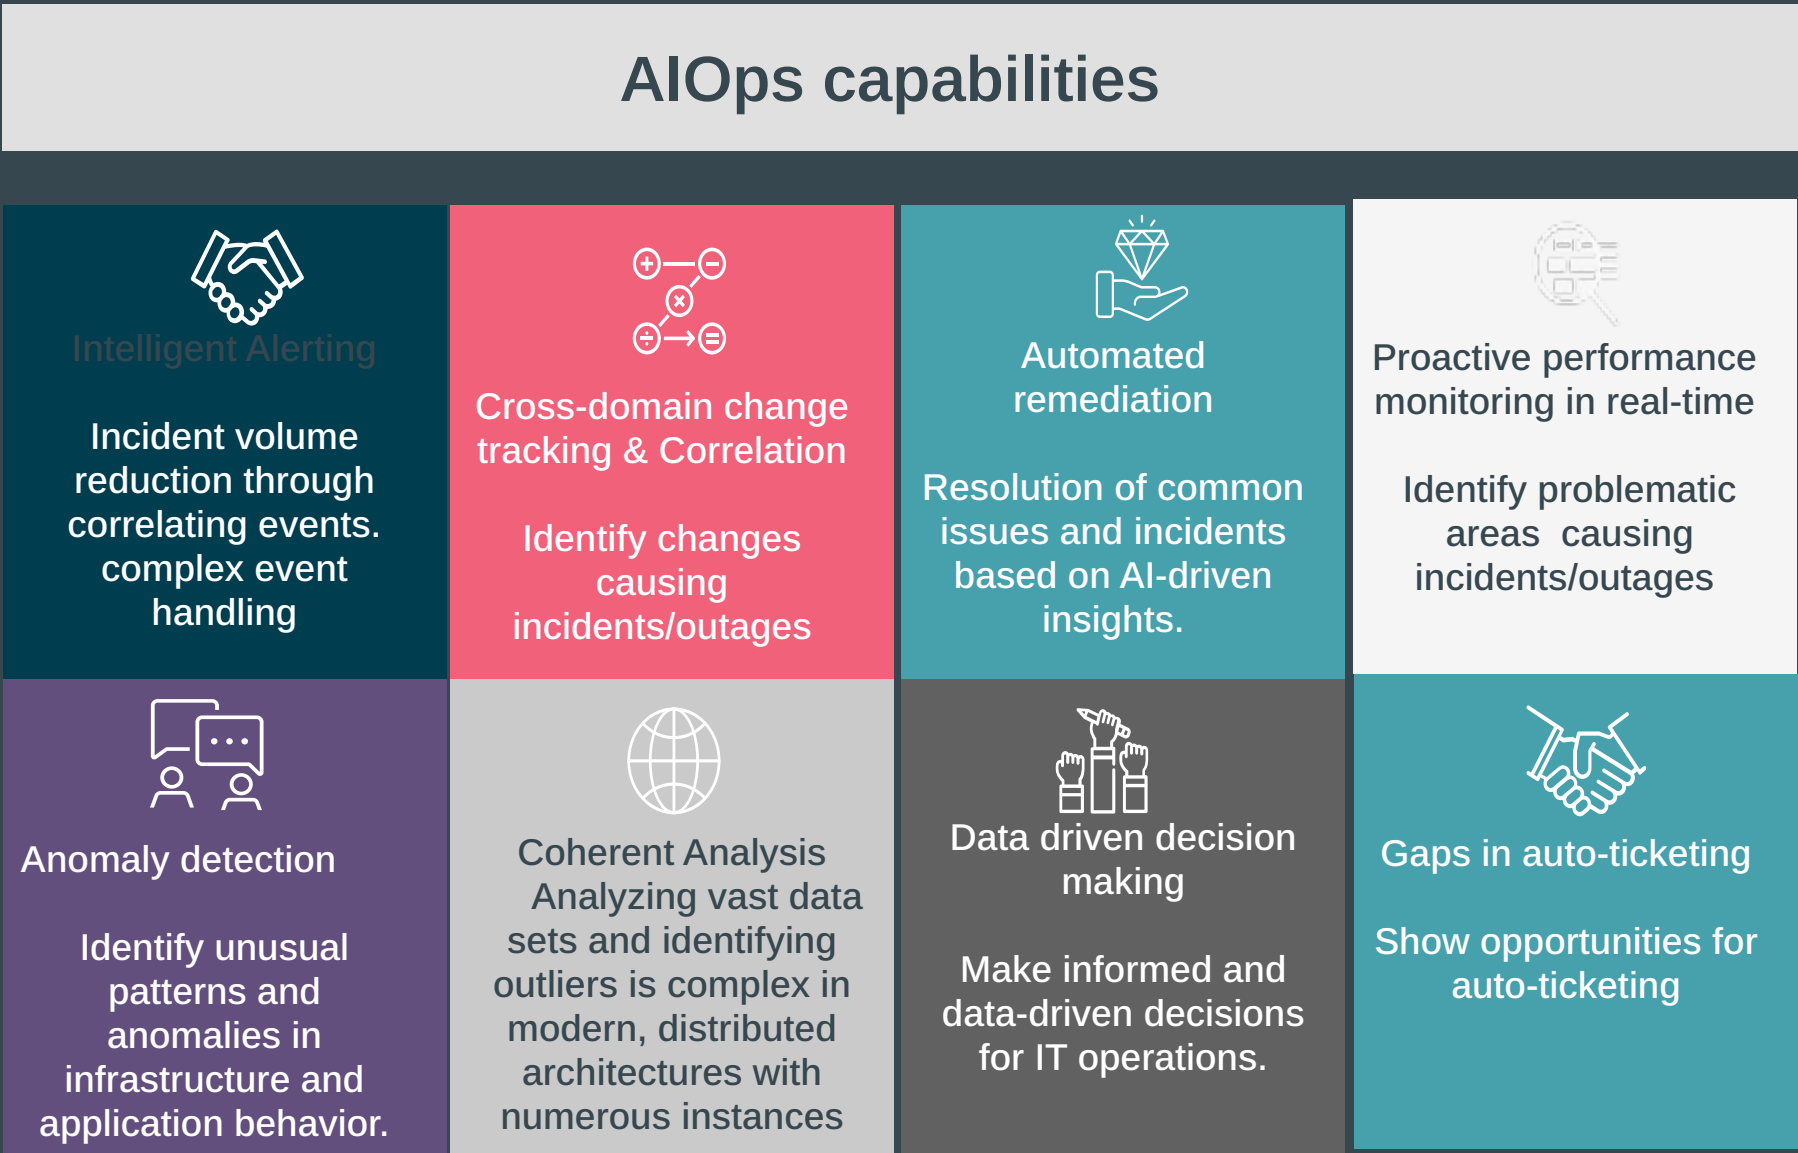 AIOps capabilities
Intelligent Alerting
Incident volume
reduction through
correlating events.
complex event
handling
Cross-domain change
tracking & Correlation
Identify changes
causing
incidents/outages
Automated
remediation
Resolution of common
issues and incidents
based on AI-driven
insights.
Proactive performance
monitoring in real-time
Identify problematic
areas  causing
incidents/outages
Anomaly detection
Identify unusual
patterns and
anomalies in
infrastructure and
application behavior.
Coherent Analysis
Analyzing vast data
sets and identifying
outliers is complex in
modern, distributed
architectures with
numerous instances
Data driven decision
making
Make informed and
data-driven decisions
for IT operations.
Gaps in auto-ticketing
Show opportunities for
auto-ticketing